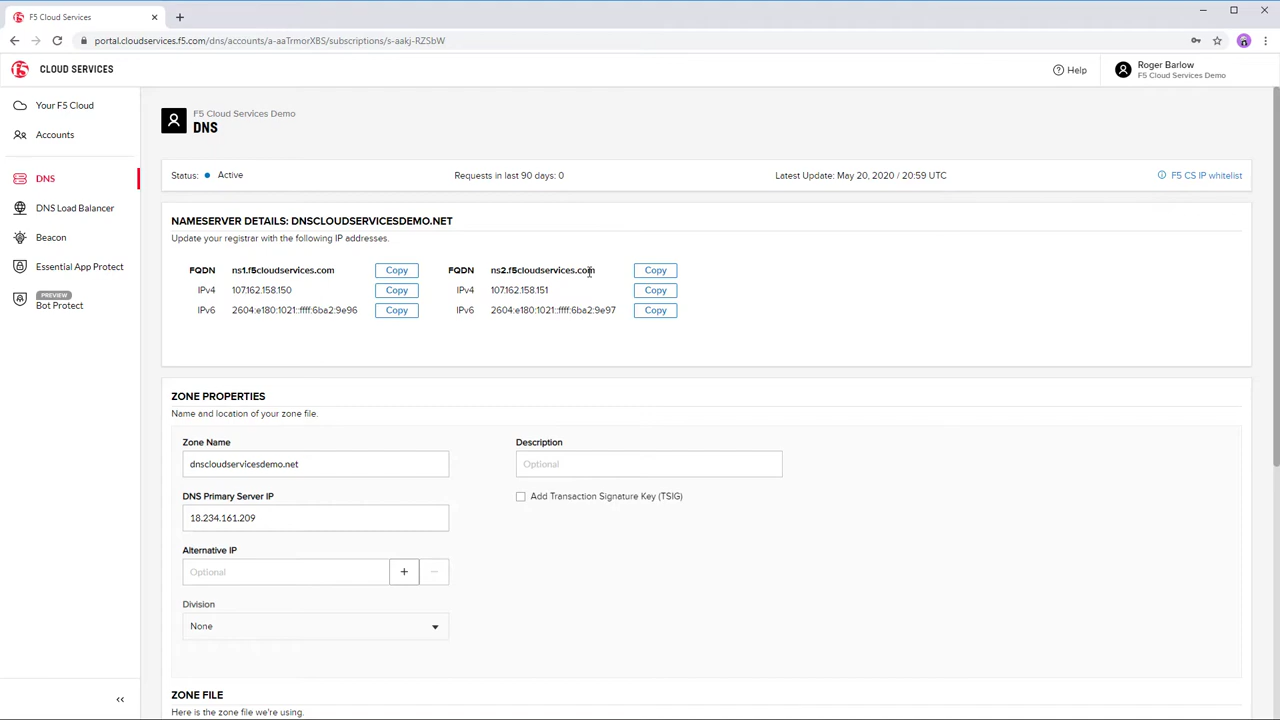 F5 Cloud Services
portal.cloudservices.f5.com/dns/accounts/a-aaTrmorXBS/subscriptions/s-aakj-RZSbW
f5 CLOUD SERVICES
Help
Roger Barlow
F5 Cloud Services Demo
Your F5 Cloud
Accounts
DNS
DNS Load Balancer
Beacon
Essential App Protect
PREVIEW
Bot Protect
F5 Cloud Services Demo
DNS
Status: Active Requests in last 90 days: 0 Latest Update: May 20, 2020 / 20:59 UTC F5 CS IP whitelist
NAMESERVER DETAILS: DNSCLOUDSERVICESDEMO.NET
Update your registrar with the following IP addresses.
FQDN ns1.f5cloudservices.com Copy FQDN ns2.f5cloudservices.com Copy
IPv4 107.162.158.150 Copy IPv4 107.162.158.151 Copy
IPv6 2604:e180:1021::ffff:6ba2:9e96 Copy IPv6 2604:e180:1021::ffff:6ba2:9e97 Copy
ZONE PROPERTIES
Name and location of your zone file.
Zone Name Description
dnscloudservicesdemo.net Optional
DNS Primary Server IP Add Transaction Signature Key (TSIG)
18.234.161.209
Alternative IP
Optional + −
Division
None
ZONE FILE
Here is the zone file we're using.